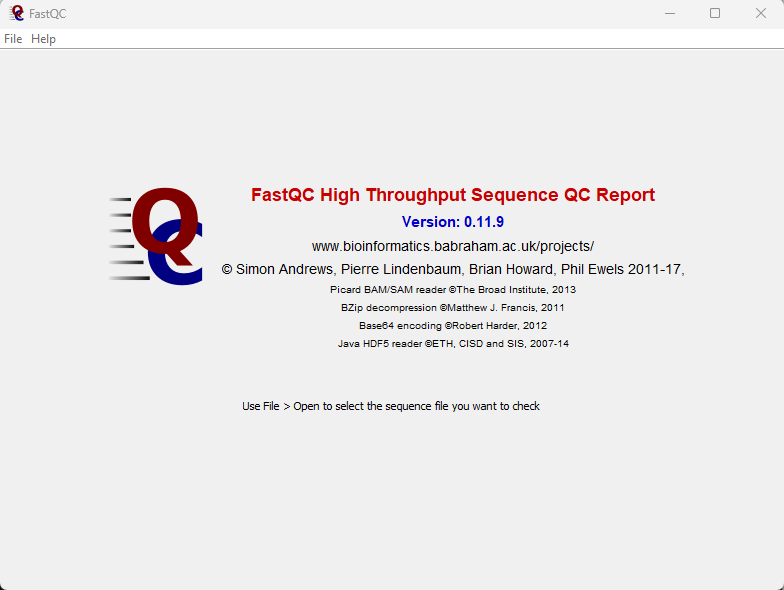 FastQC
File Help
QC
FastQC High Throughput Sequence QC Report
Version: 0.11.9
www.bioinformatics.babraham.ac.uk/projects/
© Simon Andrews, Pierre Lindenbaum, Brian Howard, Phil Ewels 2011-17,
Picard BAM/SAM reader ©The Broad Institute, 2013
BZip decompression ©Matthew J. Francis, 2011
Base64 encoding ©Robert Harder, 2012
Java HDF5 reader ©ETH, CISD and SIS, 2007-14
Use File > Open to select the sequence file you want to check